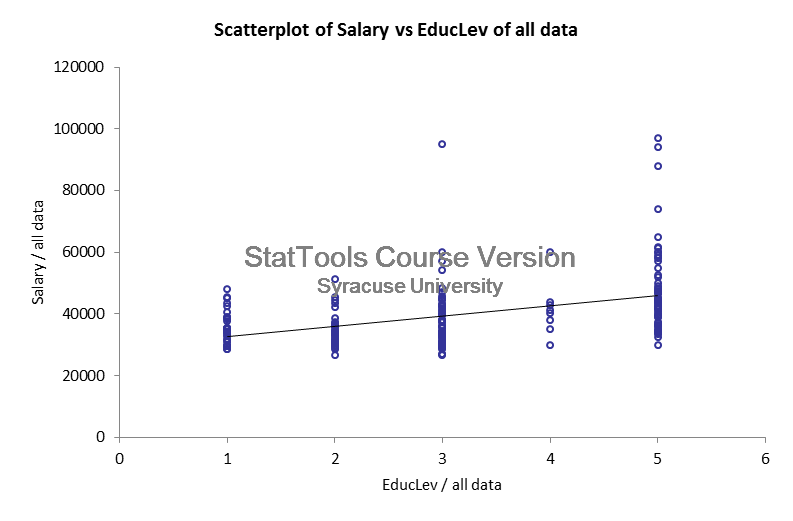 Scatterplot of Salary vs EducLev of all data
120000
100000
80000
60000
40000
20000
0
Salary / all data
StatTools Course Version
Syracuse University
0 1 2 3 4 5 6
EducLev / all data